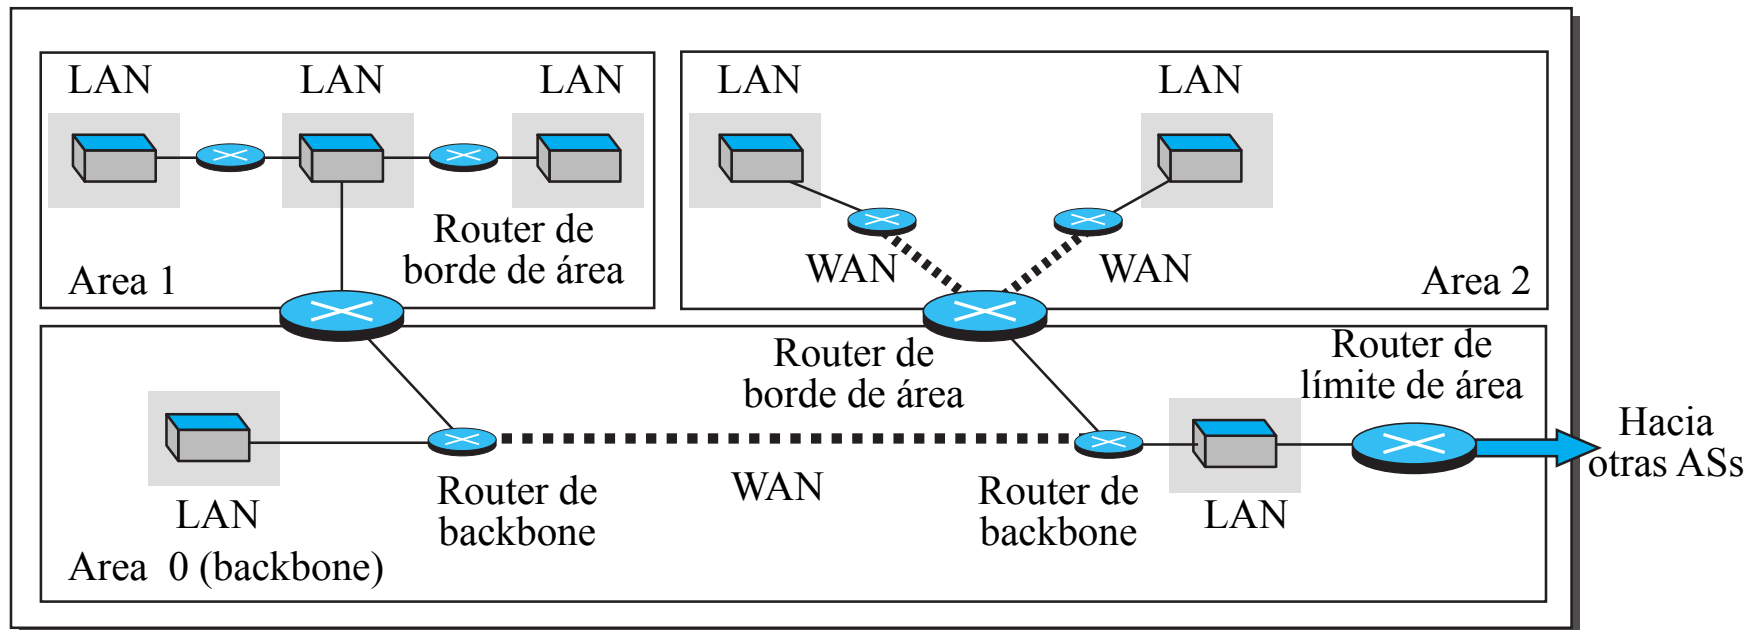 LAN
LAN
LAN
Router de
borde de área
Area 1
LAN
LAN
WAN
WAN
Area 2
Router de
borde de área
Router de
límite de área
LAN
Router de
backbone
WAN
Router de
backbone
LAN
Area 0 (backbone)
Hacia
otras ASs